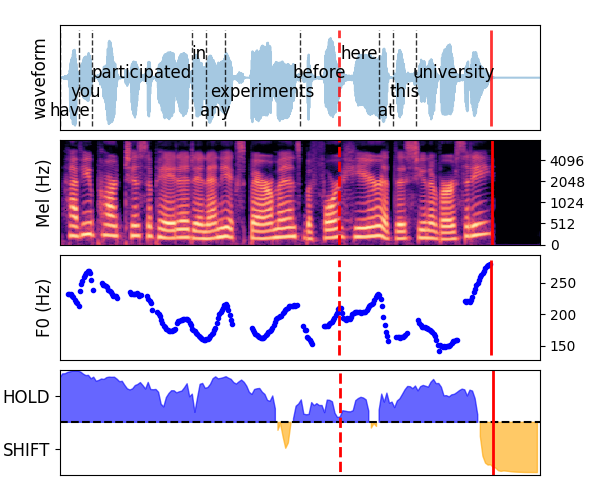 waveform
in here
participated before university
you experiments this
have any at
Mel (Hz)
4096
2048
1024
512
0
F0 (Hz)
250
200
150
HOLD
SHIFT